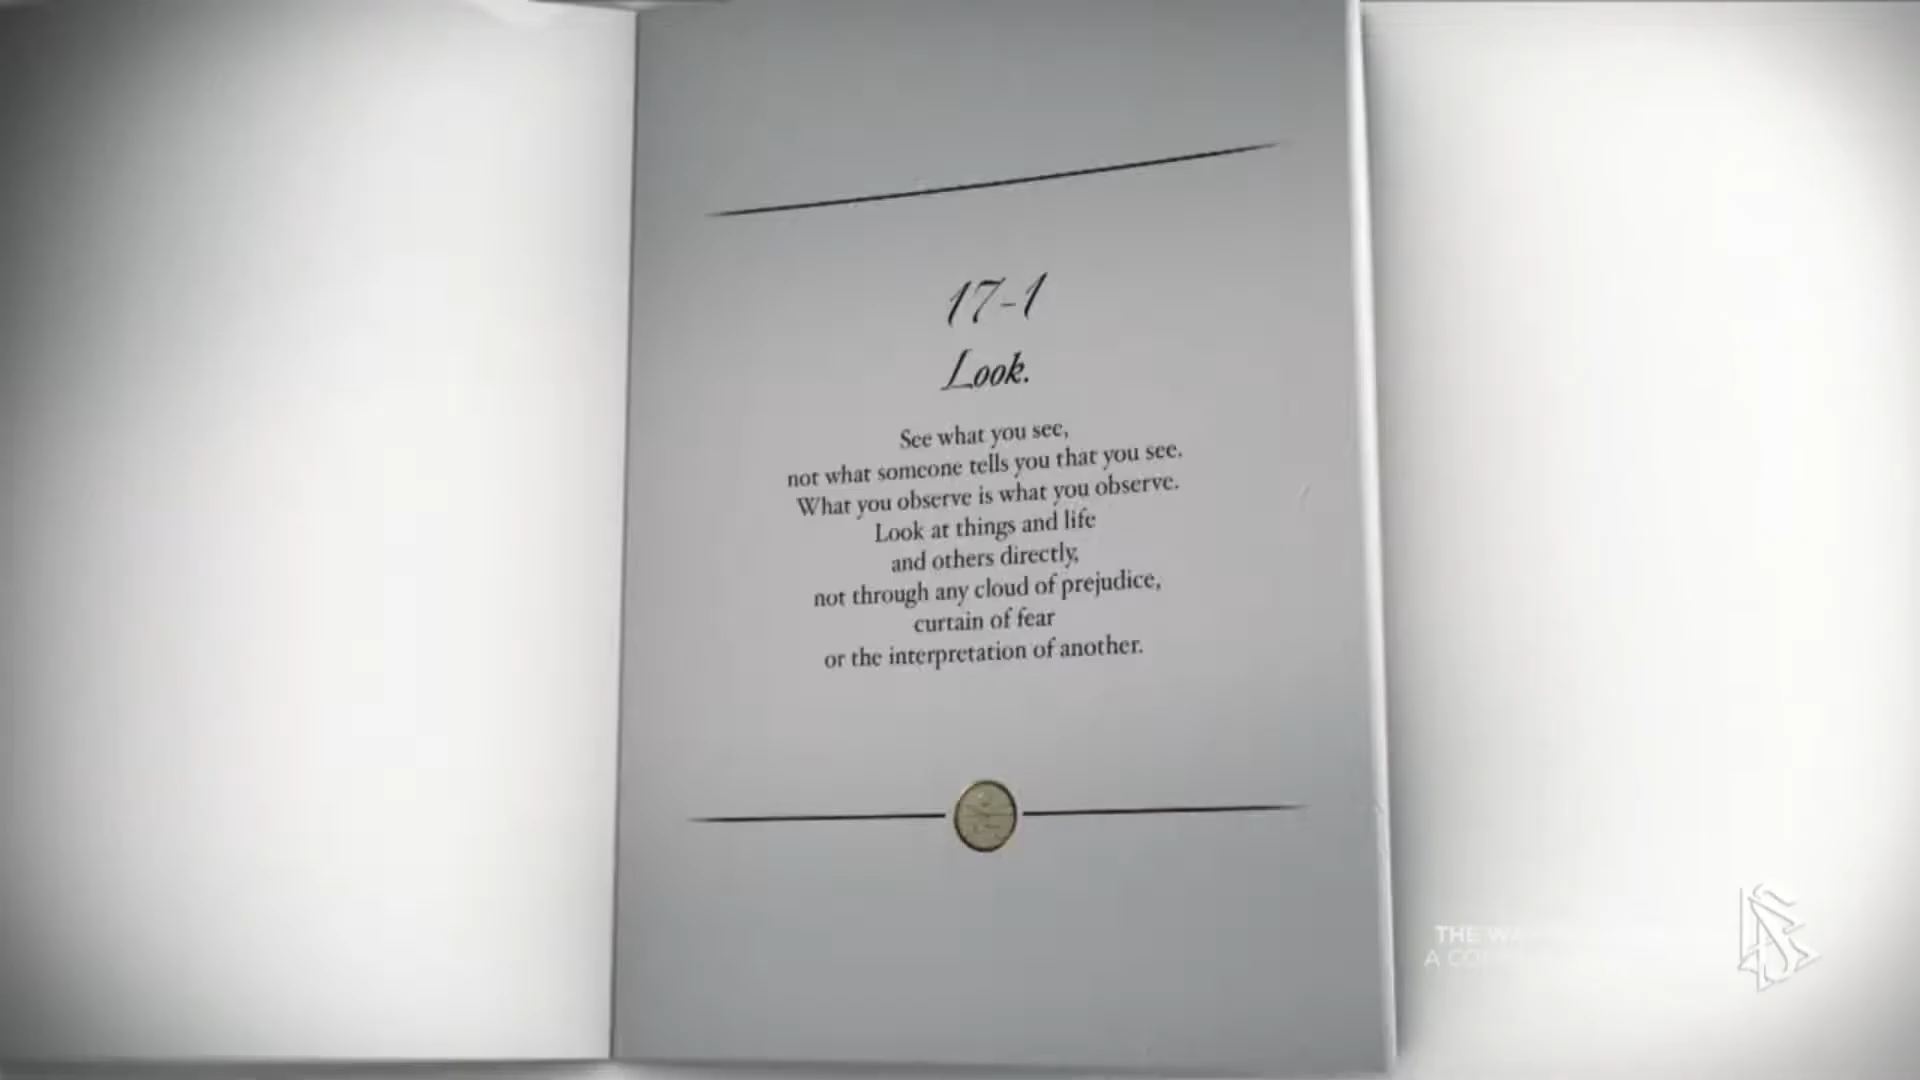 17-1
Look.
See what you see,
not what someone tells you that you see.
What you observe is what you observe.
Look at things and life
and others directly,
not through any cloud of prejudice,
curtain of fear
or the interpretation of another.
THE
A